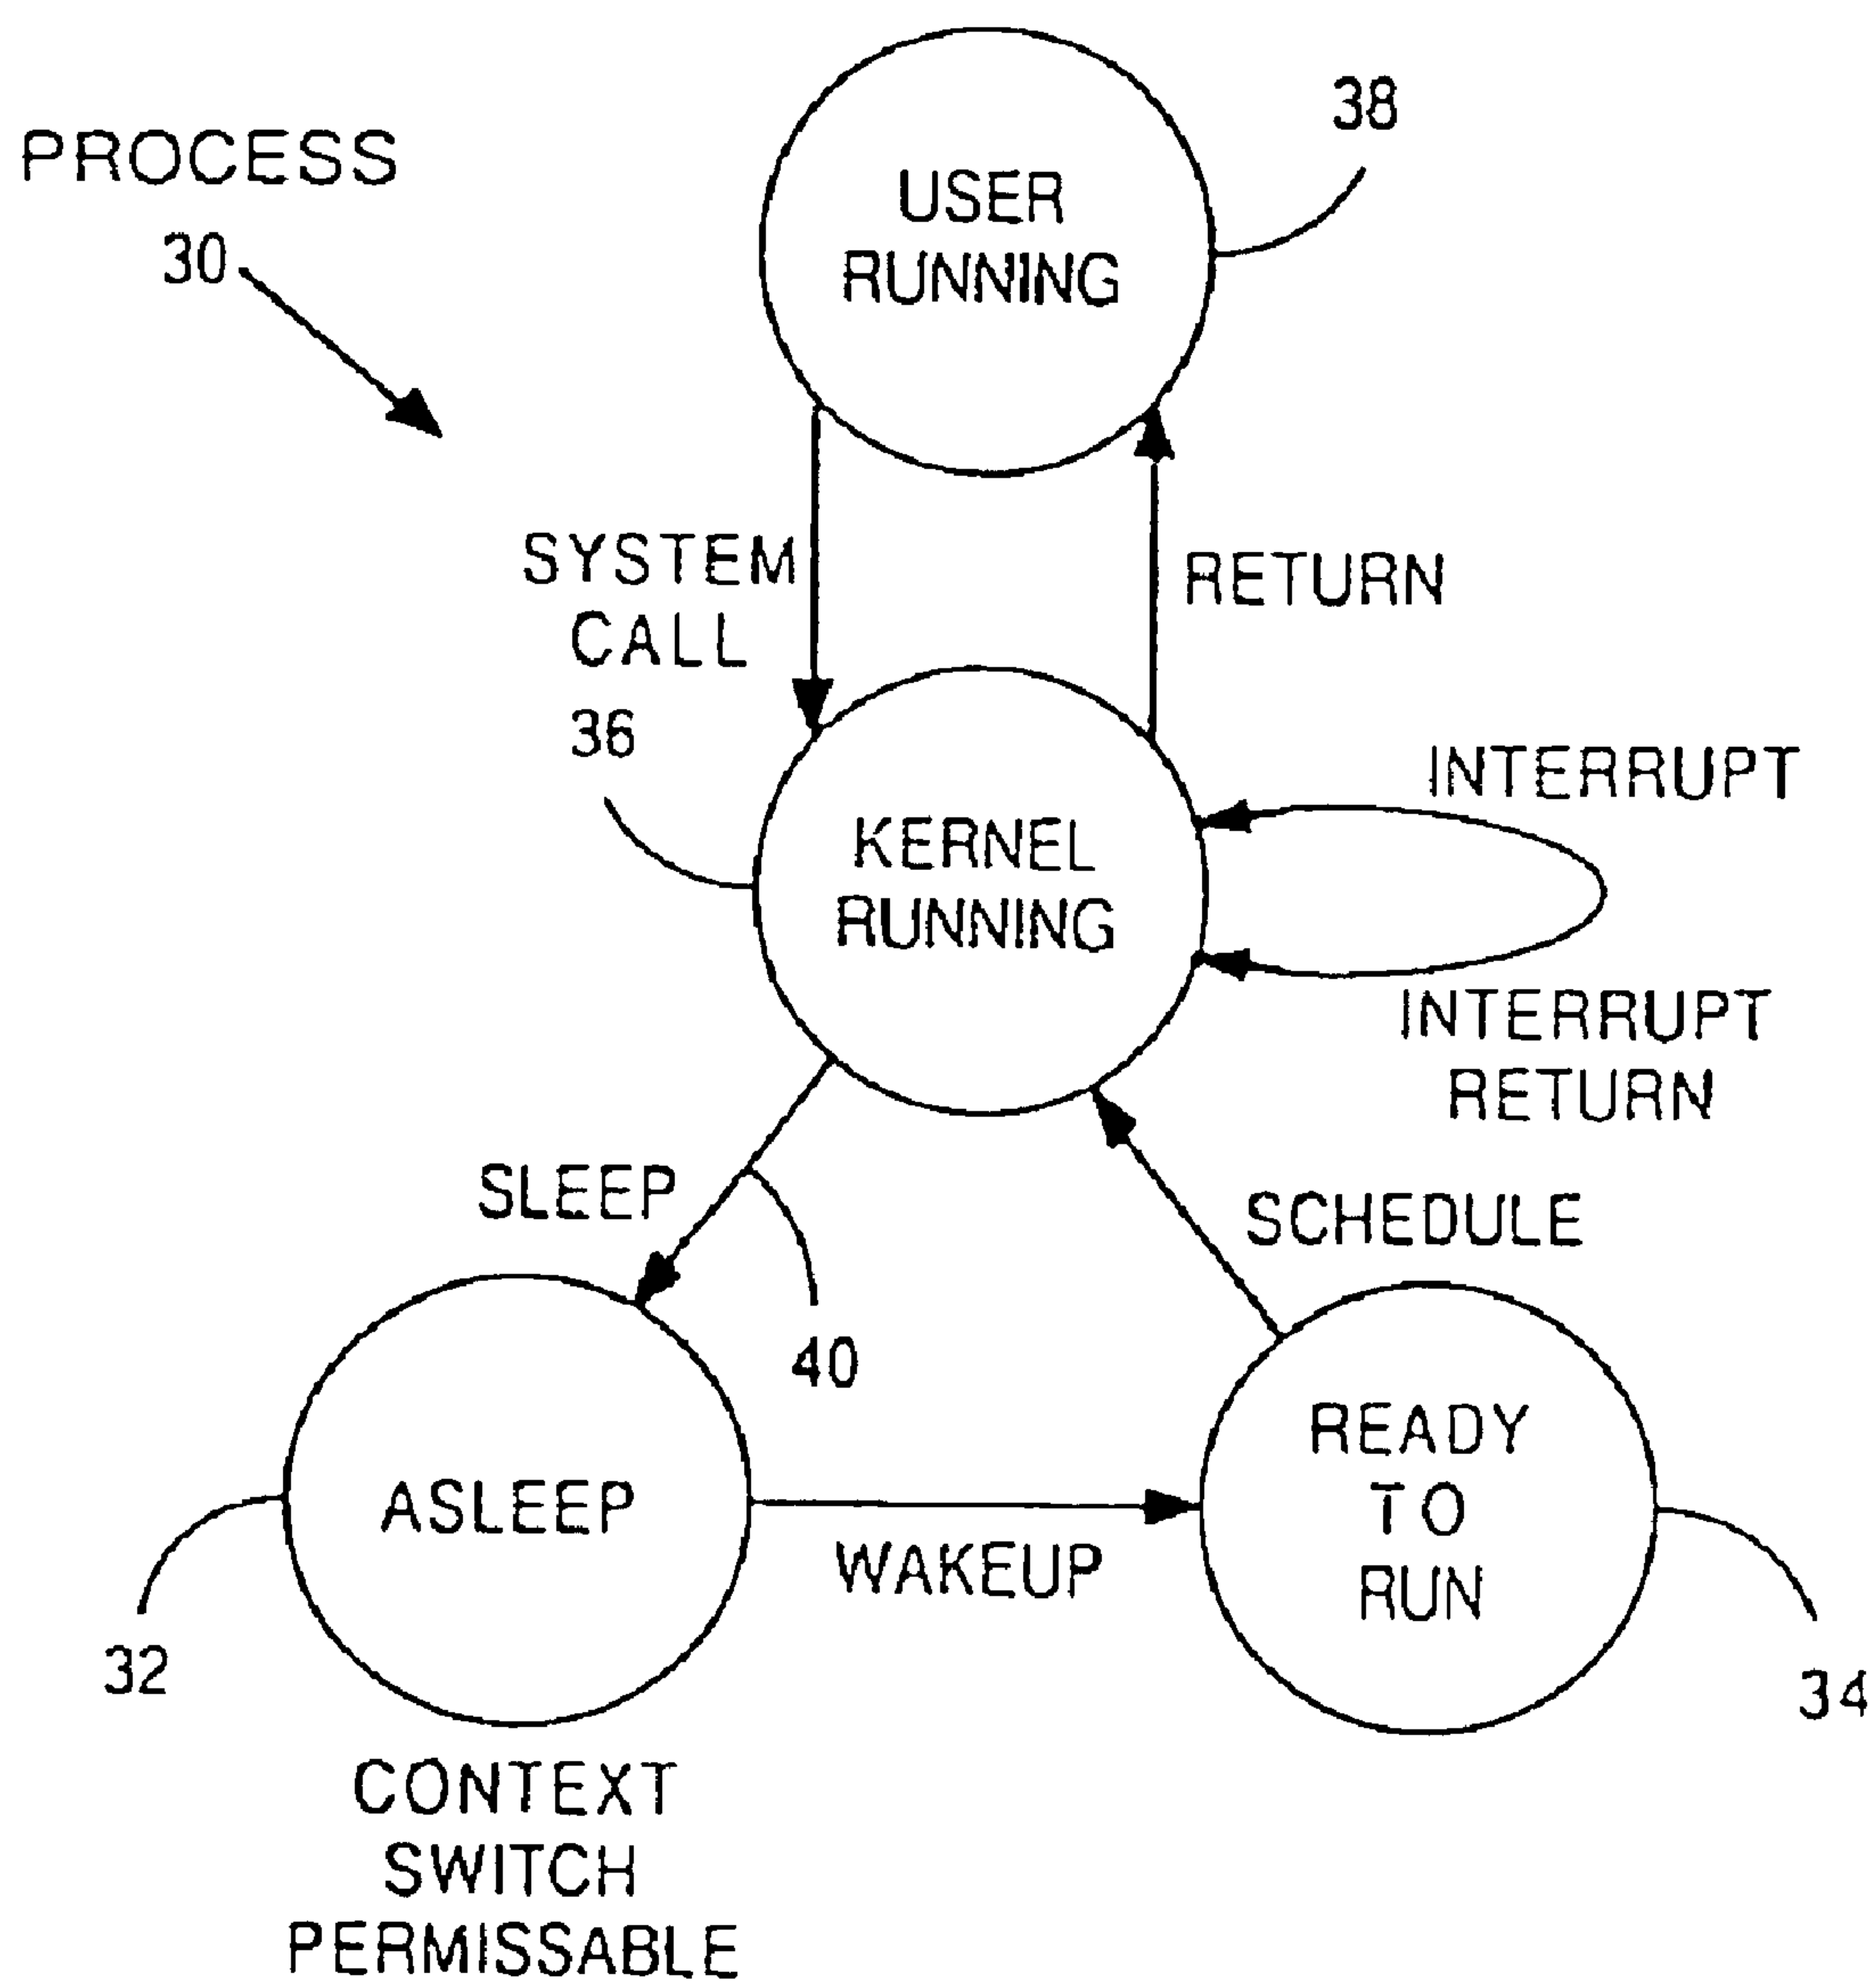 PROCESS
30
38
USER
RUNNING
SYSTEM
CALL
RETURN
36
INTERRUPT
KERNEL
RUNNING
INTERRUPT
RETURN
SLEEP
SCHEDULE
40
ASLEEP
READY
TO
RUN
WAKEUP
32
34
CONTEXT
SWITCH
PERMISSABLE